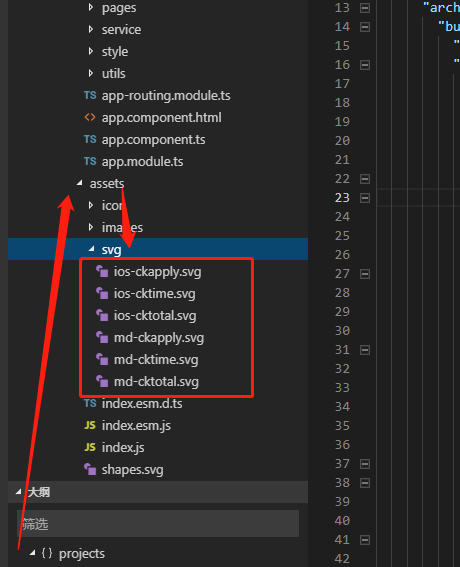 pages
service
style
utils
TS app-routing.module.ts
<> app.component.html
TS app.component.ts
TS app.module.ts
assets
icon
images
svg
ios-ckapply.svg
ios-cktime.svg
ios-cktotal.svg
md-ckapply.svg
md-cktime.svg
md-cktotal.svg
TS index.esm.d.ts
JS index.esm.js
JS index.js
shapes.svg
大纲
筛选
{} projects
13 "arch
14 "bu
15 "
16 "
17
18
19
20
21
22
23
24
25
26
27
28
29
30
31
32
33
34
35
36
37
38
39
40
41
42